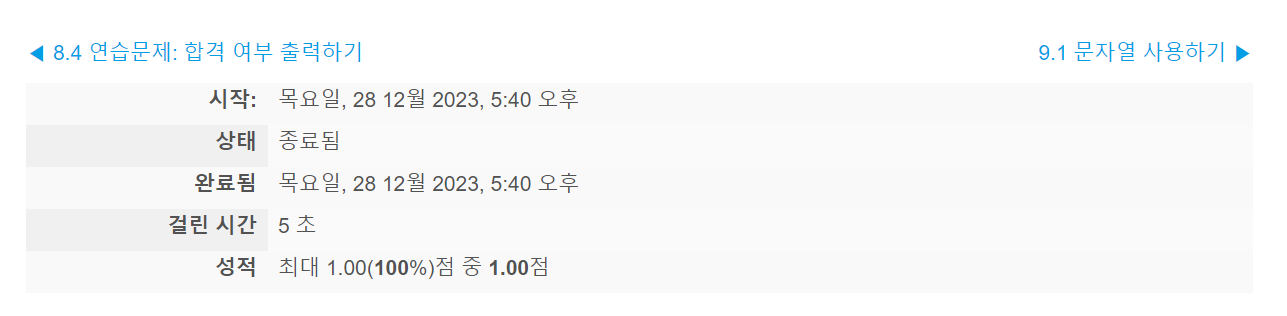 ◀ 8.4 연습문제: 합격 여부 출력하기
9.1 문자열 사용하기 ▶
시작: 목요일, 28 12월 2023, 5:40 오후
상태 종료됨
완료됨 목요일, 28 12월 2023, 5:40 오후
걸린 시간 5 초
성적 최대 1.00(100%)점 중 1.00점